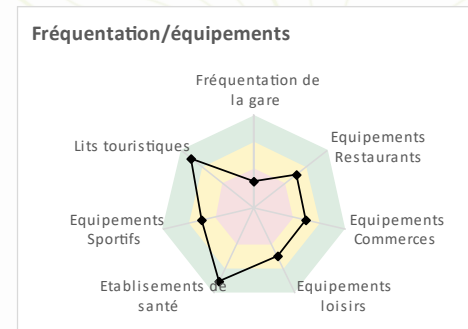 Fréquentation/équipements
Fréquentation de
la gare
Equipements
Restaurants
Equipements
Commerces
Equipements
loisirs
Etablisements de
santé
Equipements
Sportifs
Lits touristiques